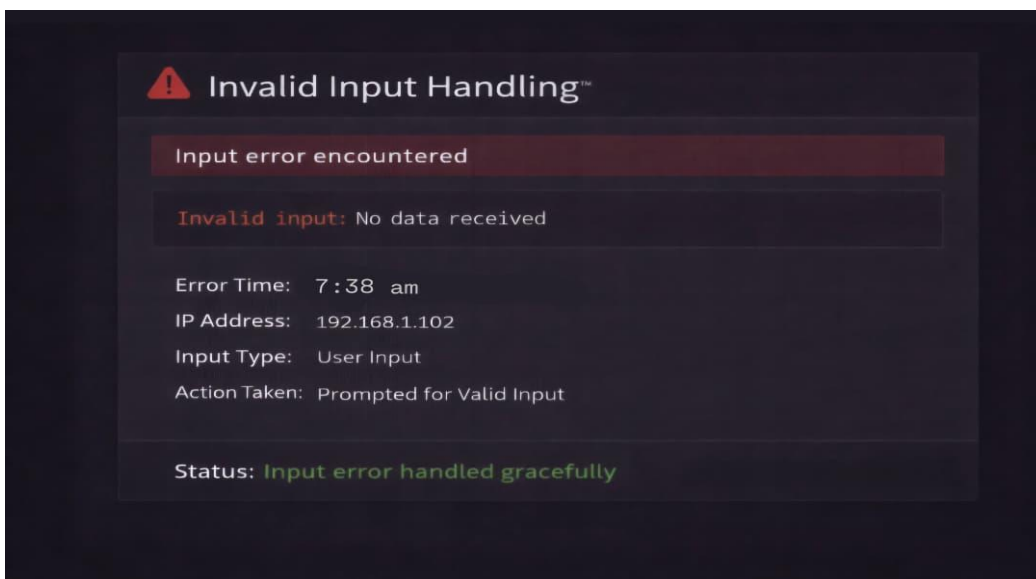 Invalid Input Handling™
Input error encountered
Invalid input: No data received
Error Time: 7:38 am
IP Address: 192.168.1.102
Input Type: User Input
Action Taken: Prompted for Valid Input
Status: Input error handled gracefully